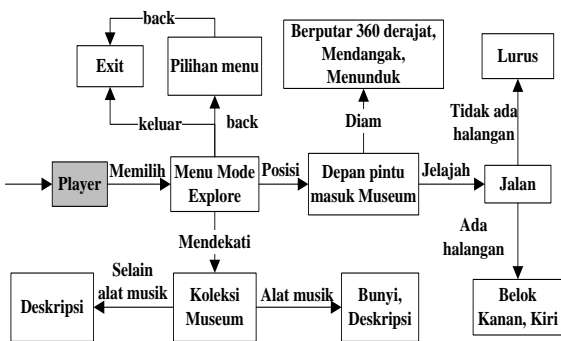 back
Berputar 360 derajat,
Mendangak,
Menunduk
Exit
Pilihan menu
Lurus
keluar
back
Diam
Tidak ada
halangan
Player
Memilih
Menu Mode
Explore
Posisi
Depan pintu
masuk Museum
Jelajah
Jalan
Mendekati
Ada
halangan
Selain
alat musik
Deskripsi
Koleksi
Museum
Alat musik
Bunyi,
Deskripsi
Belok
Kanan, Kiri